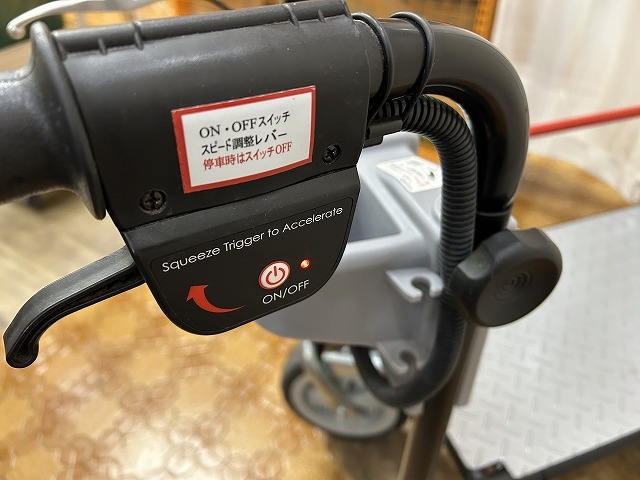 ON・OFFスイッチ
スピード調整レバー
停車時はスイッチOFF
Squeeze Trigger to Accelerate
ON/OFF